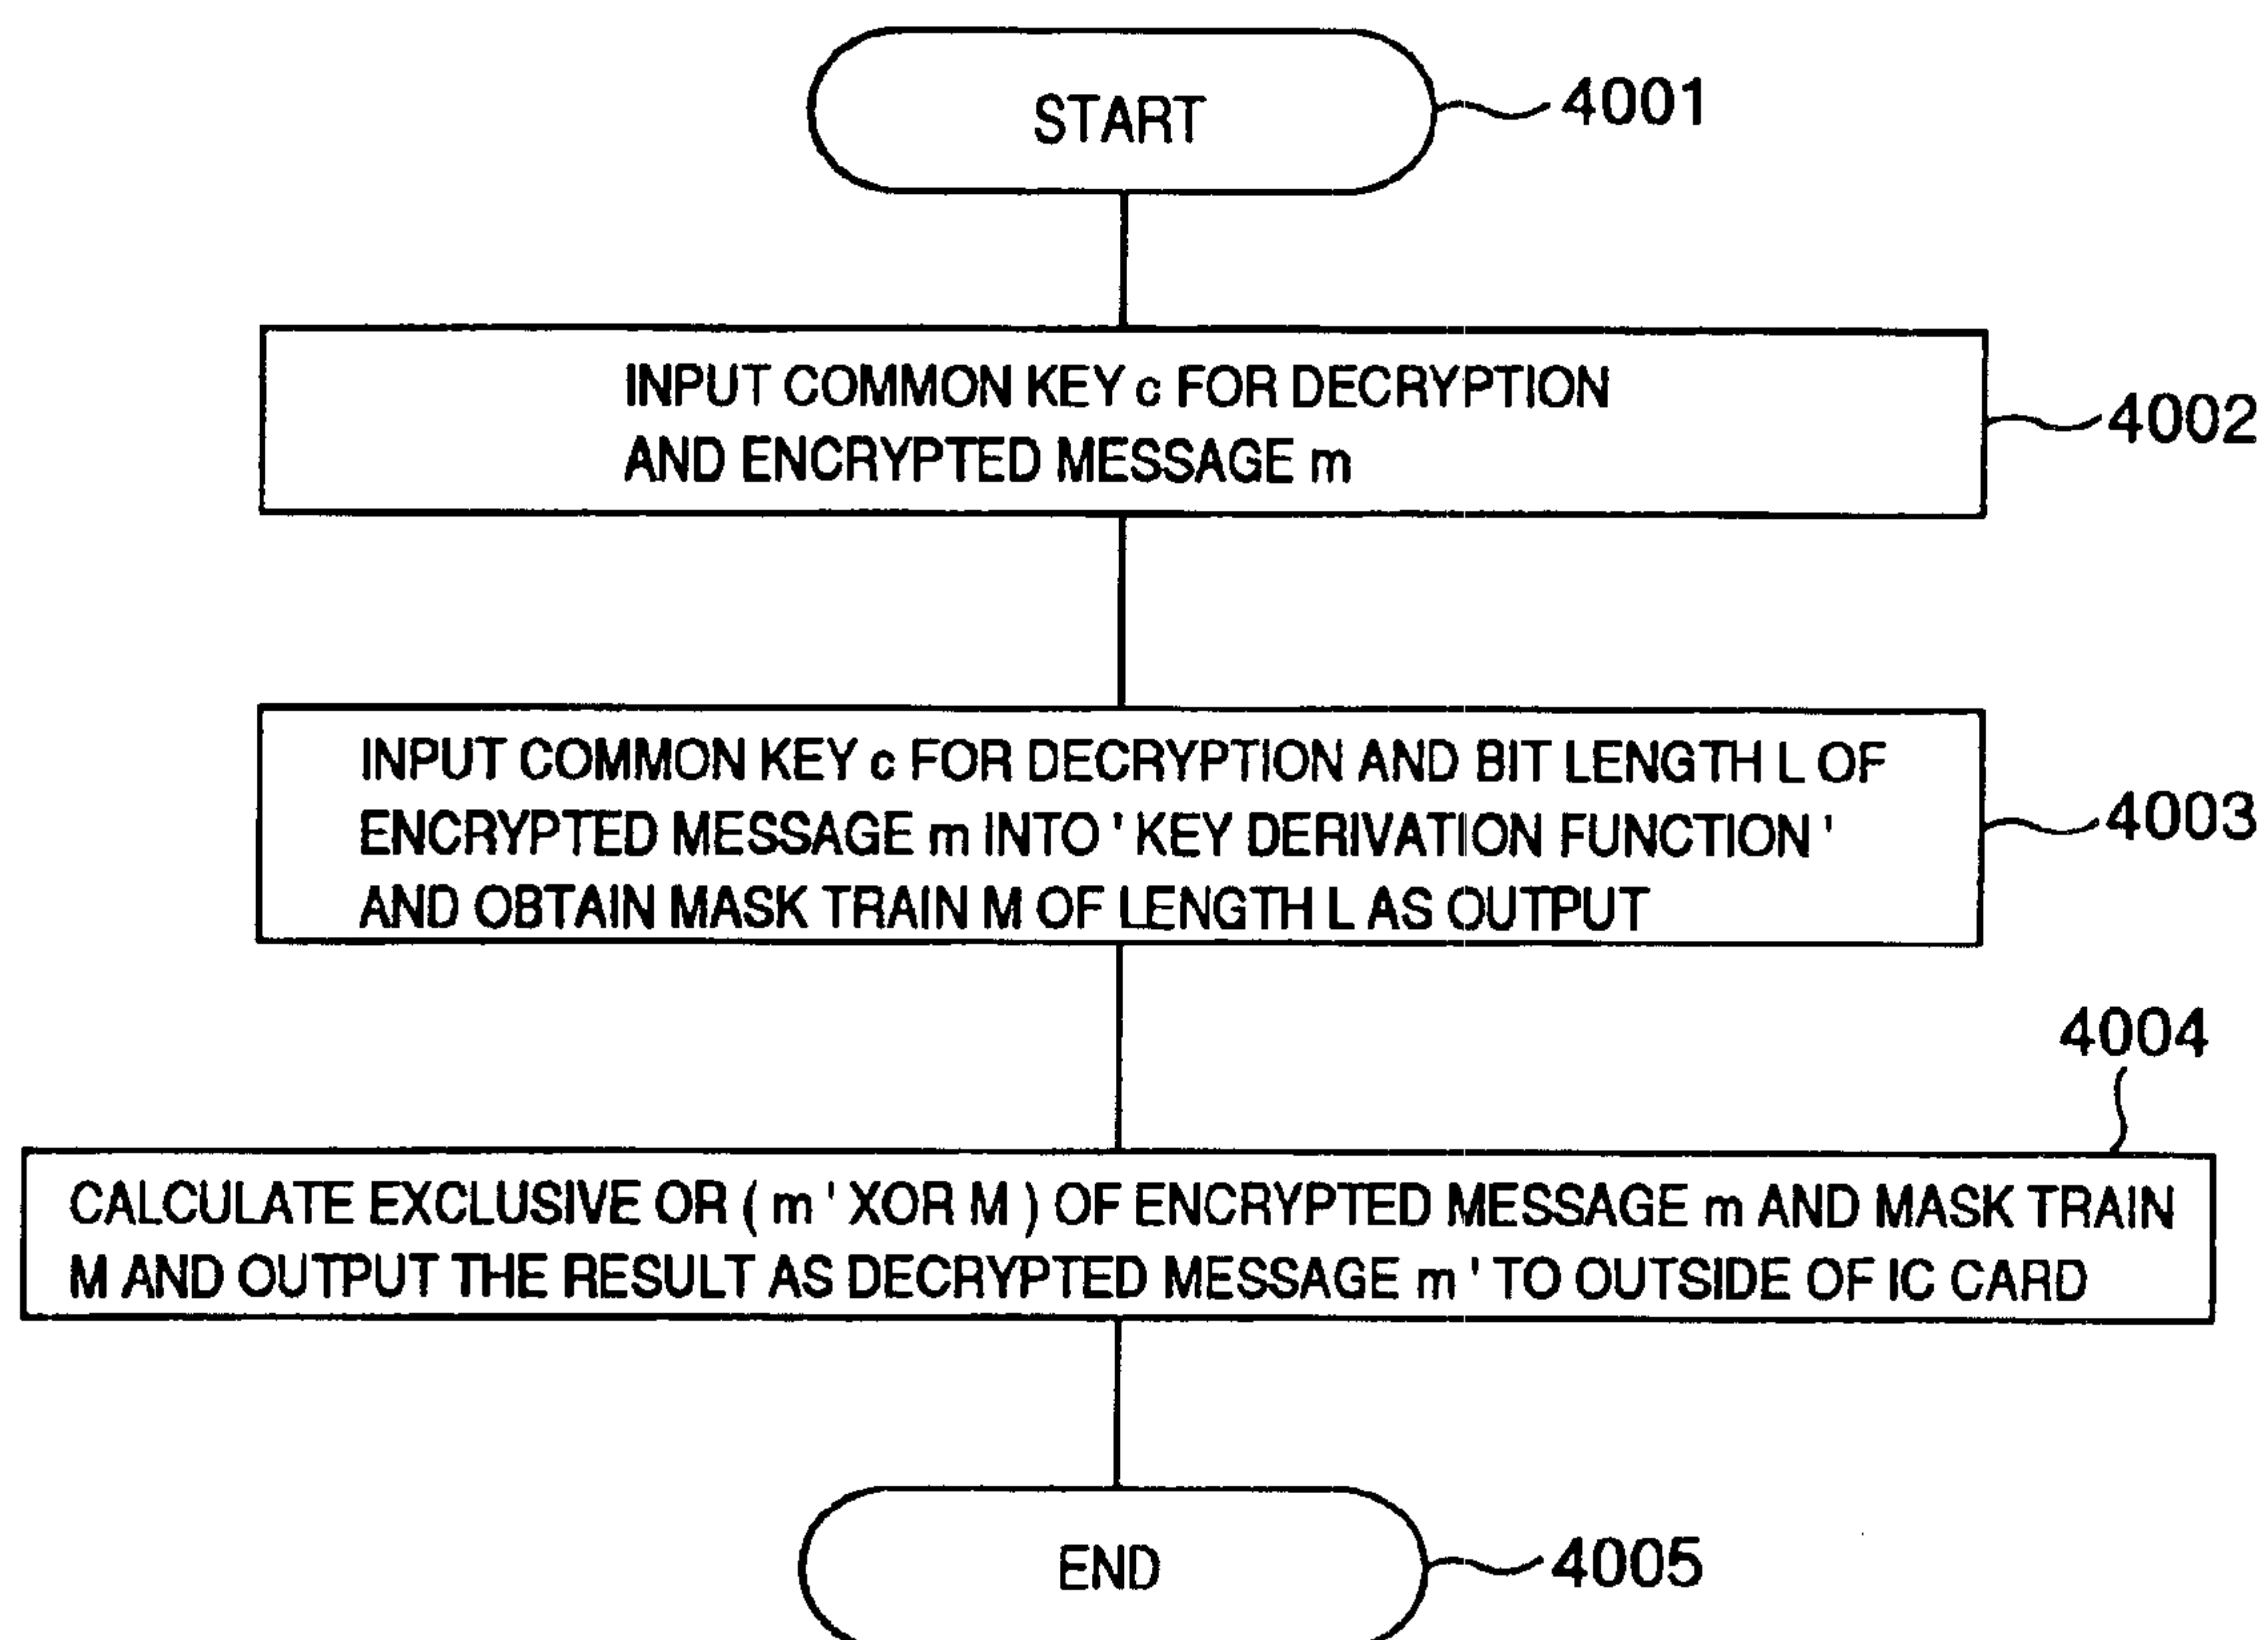 START
4001
INPUT COMMON KEY c FOR DECRYPTION
AND ENCRYPTED MESSAGE m
4002
INPUT COMMON KEY c FOR DECRYPTION AND BIT LENGTH L OF
ENCRYPTED MESSAGE m INTO ' KEY DERIVATION FUNCTION '
AND OBTAIN MASK TRAIN M OF LENGTH L AS OUTPUT
4003
4004
CALCULATE EXCLUSIVE OR ( m ' XOR M ) OF ENCRYPTED MESSAGE m AND MASK TRAIN
M AND OUTPUT THE RESULT AS DECRYPTED MESSAGE m ' TO OUTSIDE OF IC CARD
END
4005